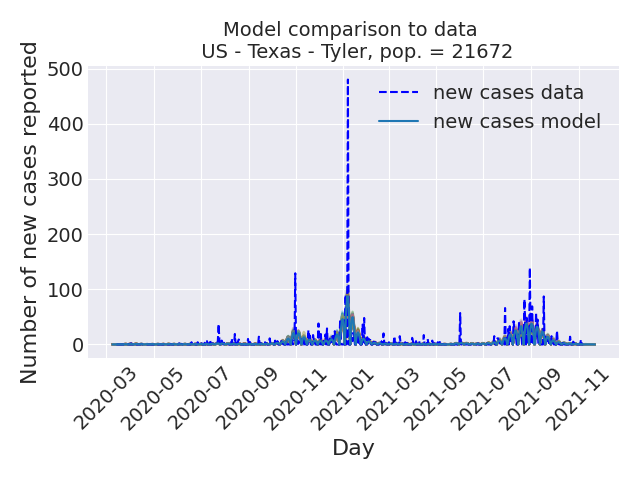 Model comparison to data
US - Texas - Tyler, pop. = 21672
Number of new cases reported
500
400
300
200
100
0
new cases data
new cases model
2020-03
2020-05
2020-07
2020-09
2020-11
2021-01
2021-03
2021-05
2021-07
2021-09
2021-11
Day